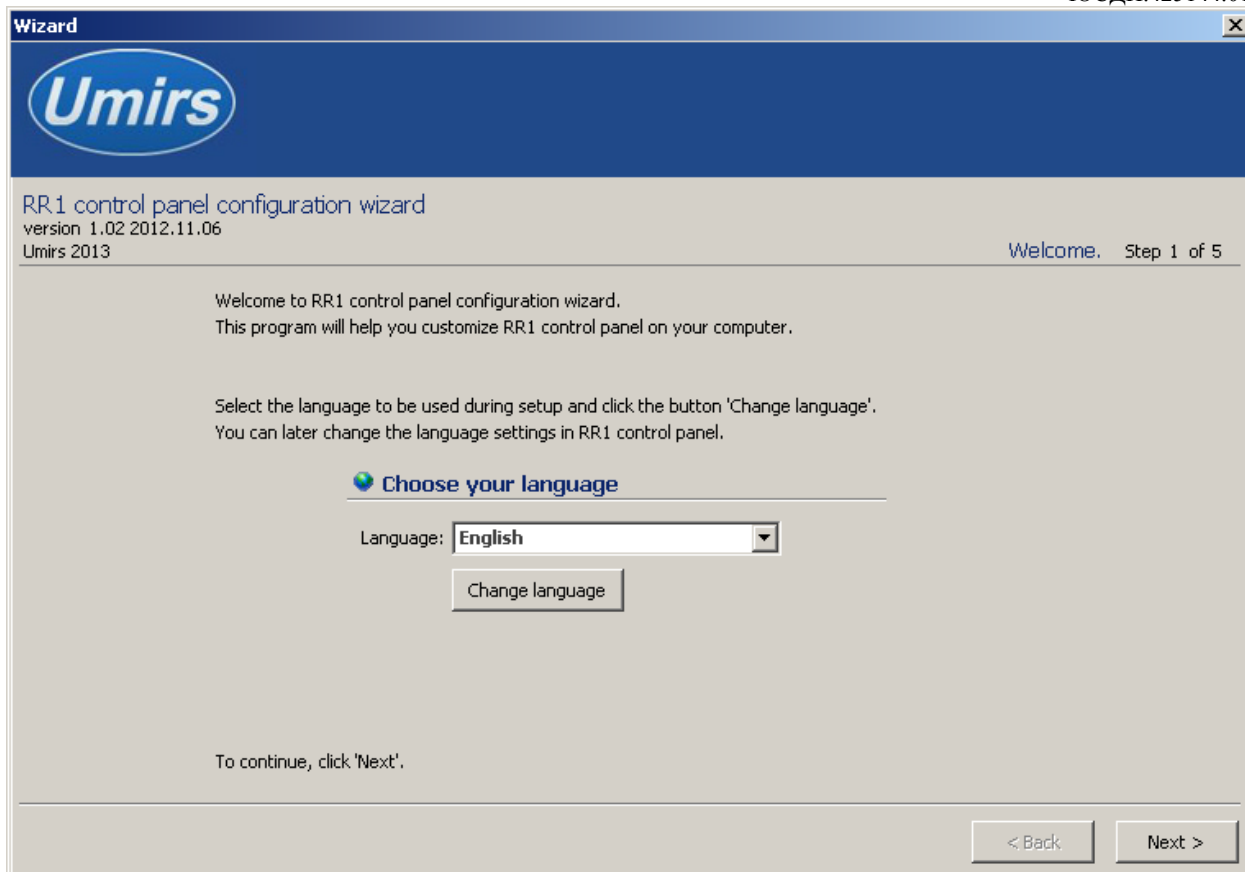 Wizard
Umirs
RR1 control panel configuration wizard
version 1.02 2012.11.06
Umirs 2013
Welcome. Step 1 of 5
Welcome to RR1 control panel configuration wizard.
This program will help you customize RR1 control panel on your computer.
Select the language to be used during setup and click the button 'Change language'.
You can later change the language settings in RR1 control panel.
Choose your language
Language: English
Change language
To continue, click 'Next'.
< Back Next >